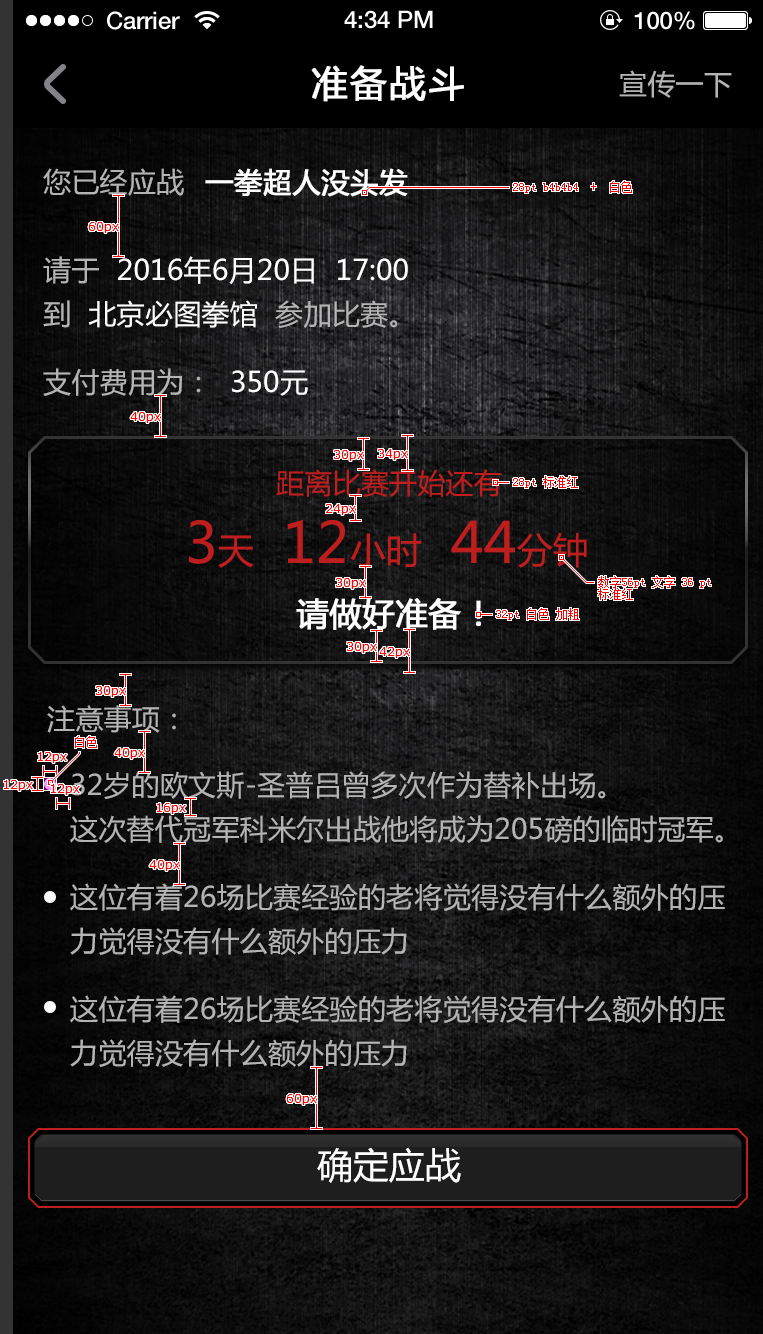 Carrier 4:34 PM 100%
准备战斗 宣传一下
您已经应战 一拳超人没头发 28pt b4b4b4 + 白色
60px
请于 2016年6月20日 17:00
到 北京必图拳馆 参加比赛。
支付费用为： 350元
40px
30px 34px
距离比赛开始还有 28pt 标准红
24px
3天 12小时 44分钟
30px 数字56pt 文字 36 pt
标准红
请做好准备！ 32pt 白色 加粗
30px 42px
30px
注意事项：
白色
12px 40px
12px 12px 32岁的欧文斯-圣普吕曾多次作为替补出场。
16px
这次替代冠军科米尔出战他将成为205磅的临时冠军。
40px
这位有着26场比赛经验的老将觉得没有什么额外的压
力觉得没有什么额外的压力
这位有着26场比赛经验的老将觉得没有什么额外的压
力觉得没有什么额外的压力
60px
确定应战